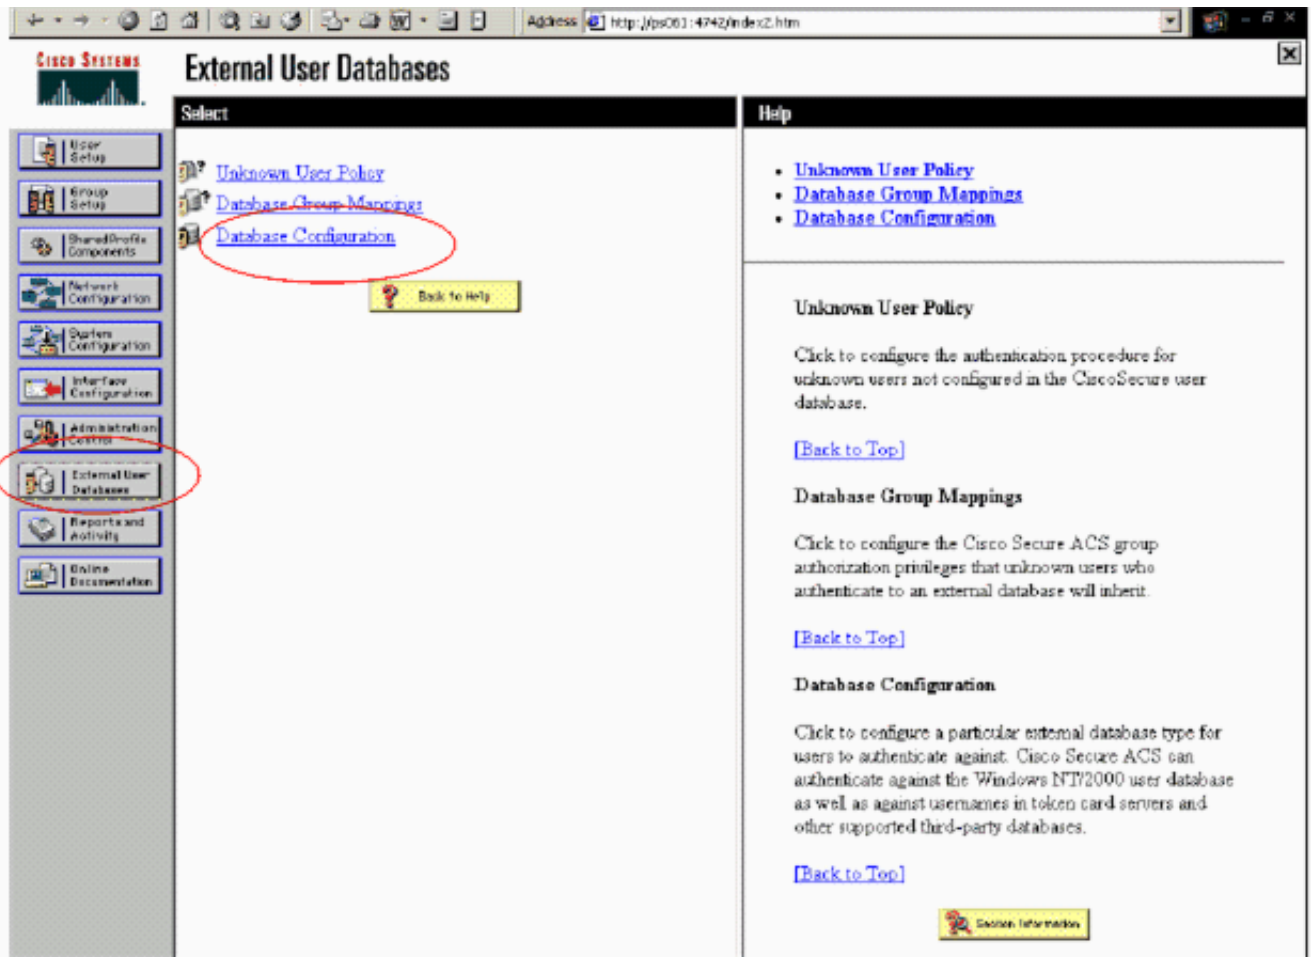 Address http://ps061:4742/index2.htm
CISCO SYSTEMS
External User Databases
Select
Help
User
Setup
Group
Setup
Shared Profile
Components
Network
Configuration
System
Configuration
Interface
Configuration
Administration
Control
External User
Databases
Reports and
Activity
Online
Documentation
Unknown User Policy
Database Group Mappings
Database Configuration
Back to Help
• Unknown User Policy
• Database Group Mappings
• Database Configuration
Unknown User Policy
Click to configure the authentication procedure for
unknown users not configured in the CiscoSecure user
database.
[Back to Top]
Database Group Mappings
Click to configure the Cisco Secure ACS group
authorization privileges that unknown users who
authenticate to an external database will inherit.
[Back to Top]
Database Configuration
Click to configure a particular external database type for
users to authenticate against. Cisco Secure ACS can
authenticate against the Windows NT/2000 user database
as well as against usernames in token card servers and
other supported third-party databases.
[Back to Top]
Section Information